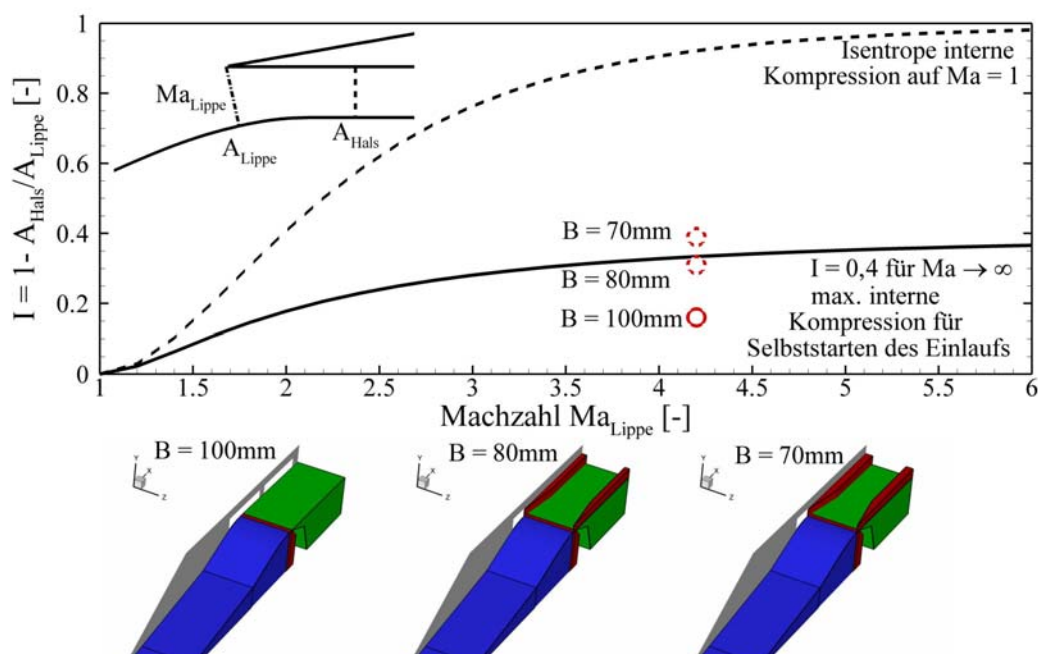 I = 1- A_Hals/A_Lippe [-]
1
0.8
0.6
0.4
0.2
0
Ma_Lippe
A_Lippe
A_Hals
Isentrope interne
Kompression auf Ma = 1
B = 70mm
B = 80mm
B = 100mm
I = 0,4 für Ma → ∞
max. interne
Kompression für
Selbststarten des Einlaufs
1 1.5 2 2.5 3 3.5 4 4.5 5 5.5 6
Machzahl Ma_Lippe [-]
B = 100mm
Y
X
Z
B = 80mm
Y
X
Z
B = 70mm
Y
X
Z